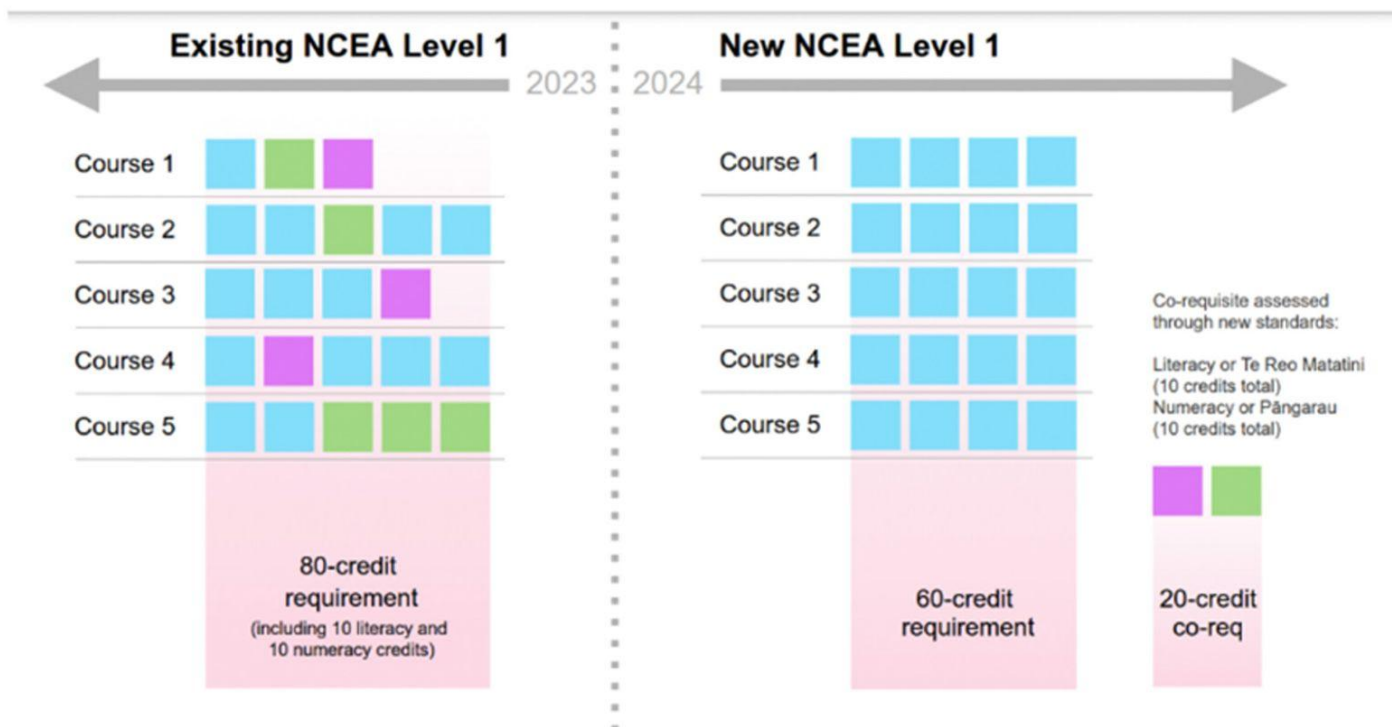 Existing NCEA Level 1
2023
Course 1
Course 2
Course 3
Course 4
Course 5
80-credit
requirement
(including 10 literacy and
10 numeracy credits)
New NCEA Level 1
2024
Course 1
Course 2
Course 3
Course 4
Course 5
60-credit
requirement
Co-requisite assessed
through new standards:
Literacy or Te Reo Matatini
(10 credits total)
Numeracy or Pāngarau
(10 credits total)
20-credit
co-req